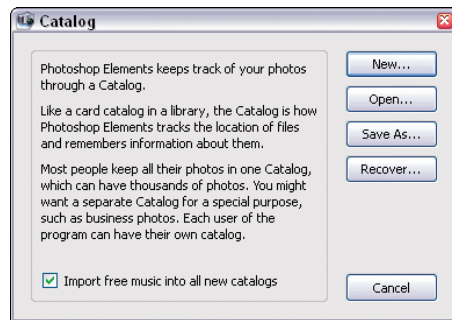 Catalog
Photoshop Elements keeps track of your photos
through a Catalog.
Like a card catalog in a library, the Catalog is how
Photoshop Elements tracks the location of files
and remembers information about them.
Most people keep all their photos in one Catalog,
which can have thousands of photos. You might
want a separate Catalog for a special purpose,
such as business photos. Each user of the
program can have their own catalog.
Import free music into all new catalogs
New...
Open...
Save As...
Recover...
Cancel